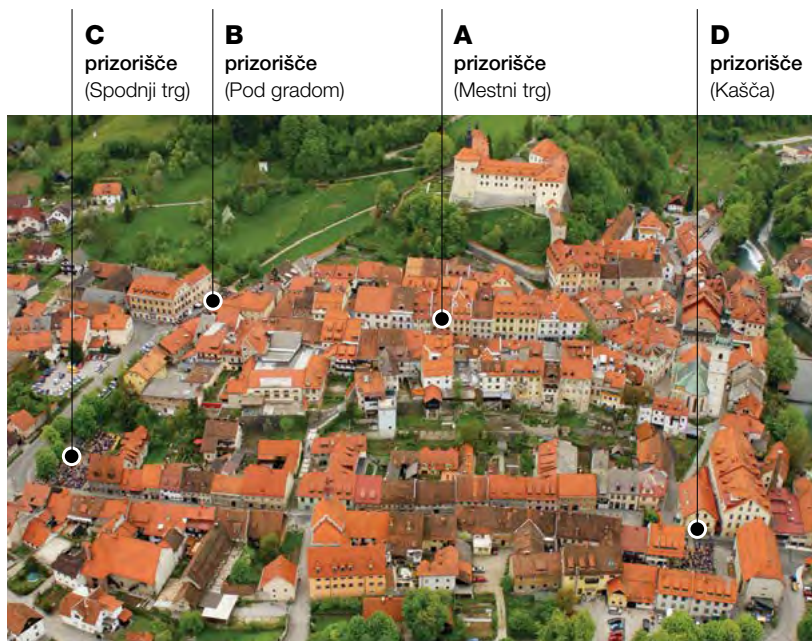 C
prizorišče
(Spodnji trg)
B
prizorišče
(Pod gradom)
A
prizorišče
(Mestni trg)
D
prizorišče
(Kašča)